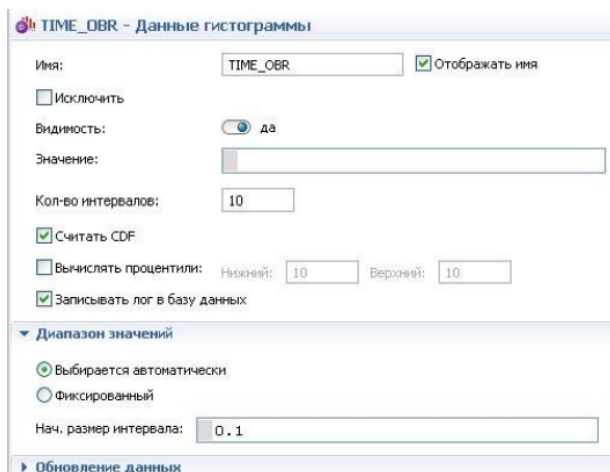 TIME_OBR - Данные гистограммы
Имя: TIME_OBR Отображать имя
Исключить
Видимость: да
Значение:
Кол-во интервалов: 10
Считать CDF
Вычислять процентили: Нижний: 10 Верхний: 10
Записывать лог в базу данных
Диапазон значений
Выбирается автоматически
Фиксированный
Нач. размер интервала: 0.1
Обновление данных